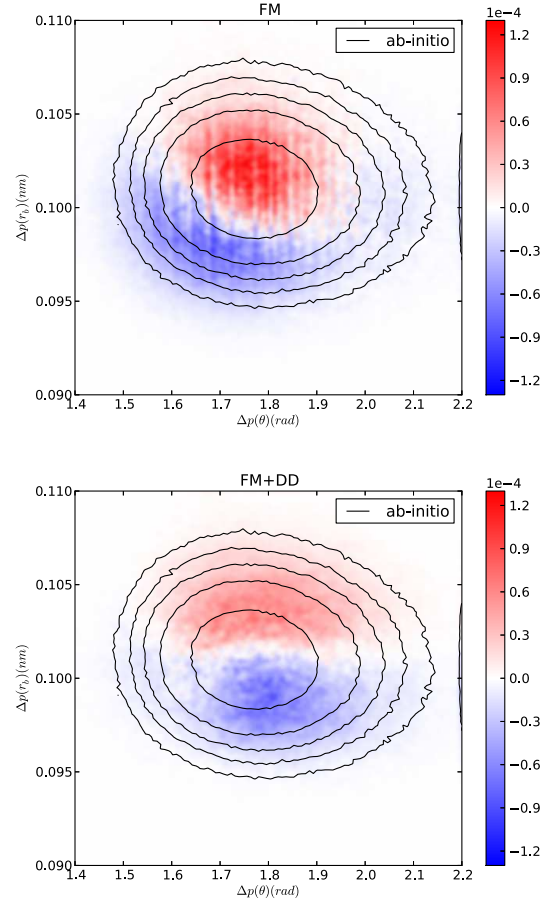 FM
1e−4
ab-initio
0.110
0.105
0.100
0.095
0.090
Δp(r_b)(nm)
1.4 1.5 1.6 1.7 1.8 1.9 2.0 2.1 2.2
Δp(θ)(rad)
1.2
0.9
0.6
0.3
0.0
−0.3
−0.6
−0.9
−1.2
FM+DD
1e−4
ab-initio
0.110
0.105
0.100
0.095
0.090
Δp(r_b)(nm)
1.4 1.5 1.6 1.7 1.8 1.9 2.0 2.1 2.2
Δp(θ)(rad)
1.2
0.9
0.6
0.3
0.0
−0.3
−0.6
−0.9
−1.2